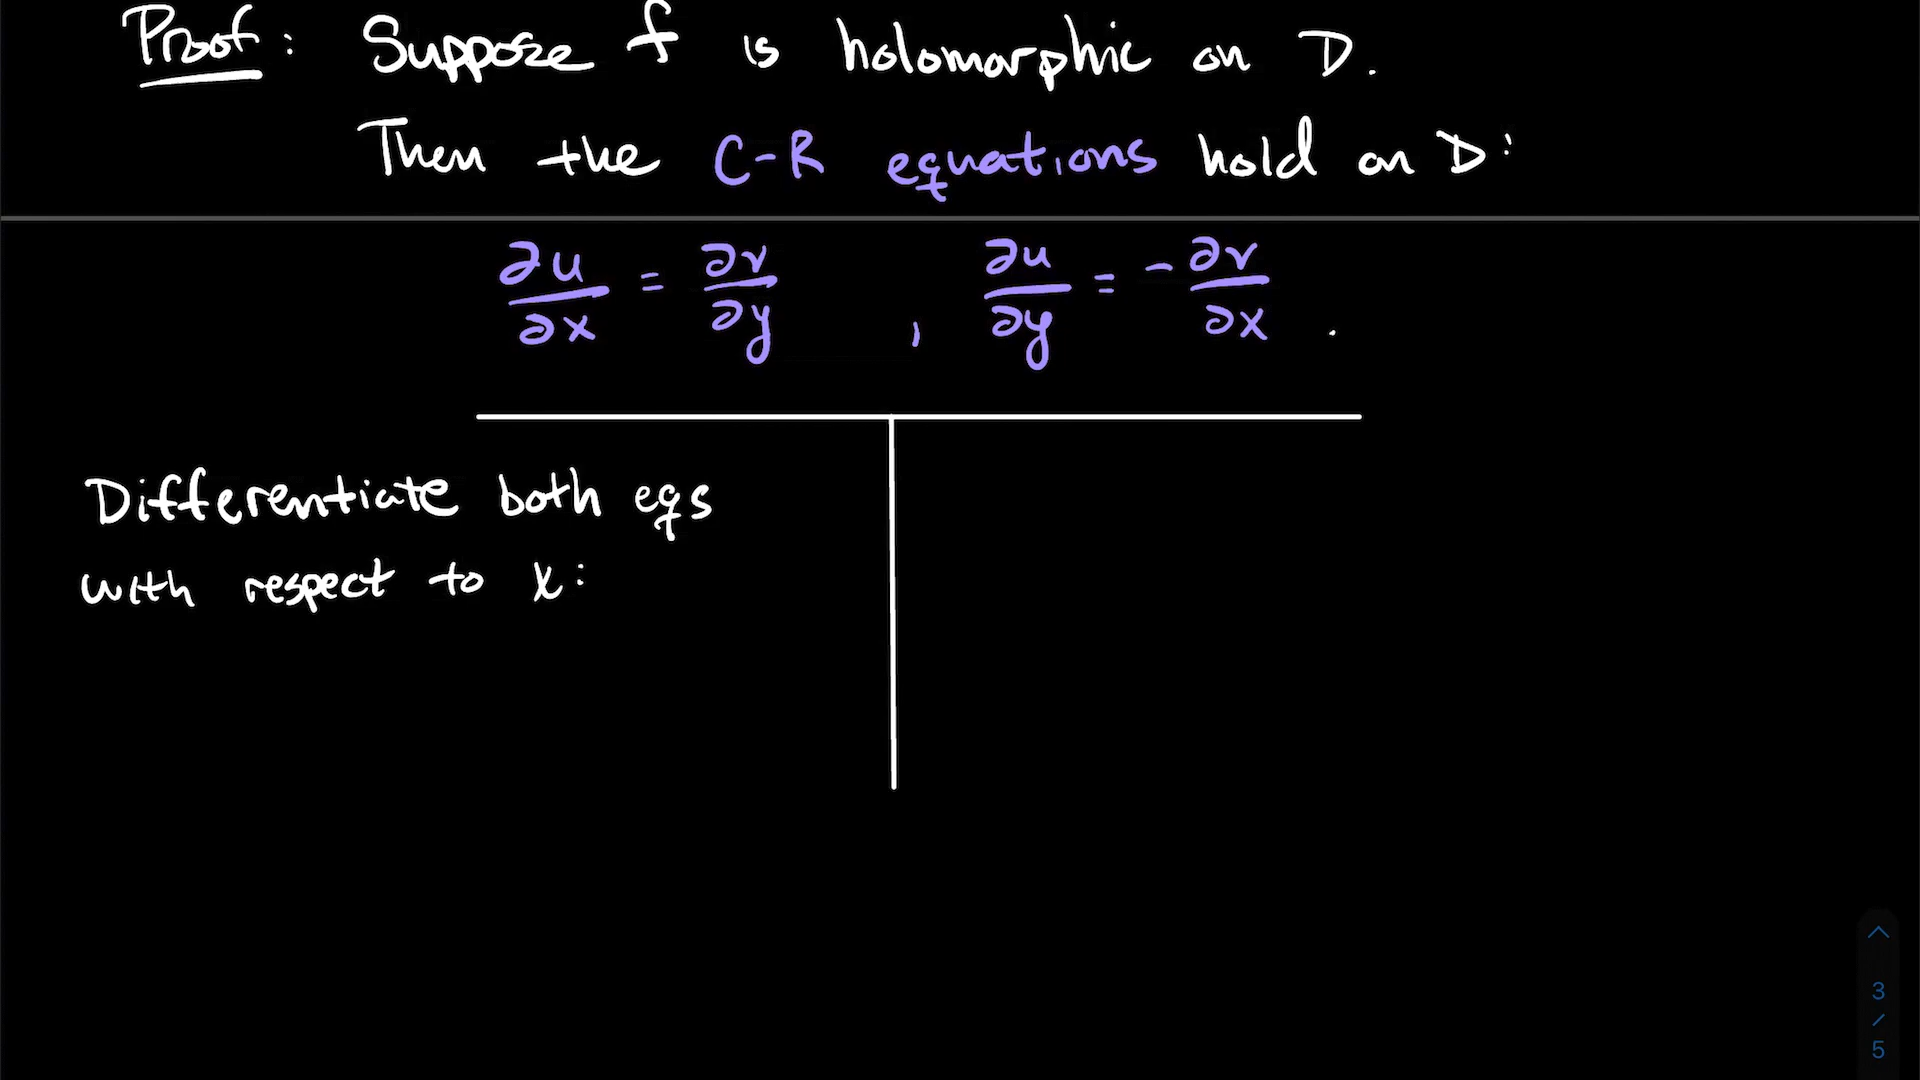 Proof: Suppose f is holomorphic on D.
Then the C-R equations hold on D:
∂u/∂x = ∂v/∂y , ∂u/∂y = -∂v/∂x .
Differentiate both eqs
with respect to x:
3
/
5